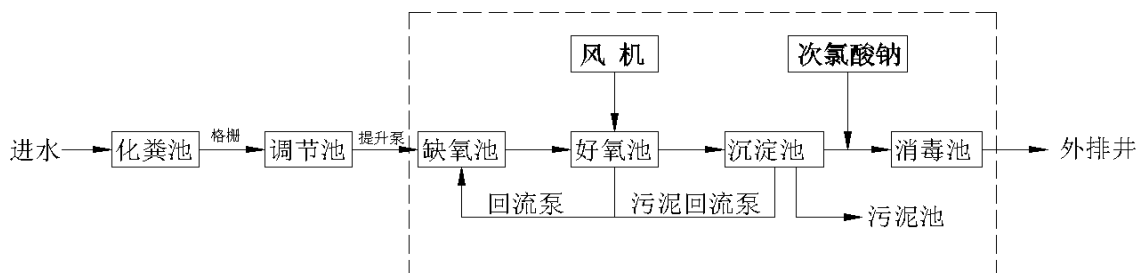 风 机
次氯酸钠
进水
化粪池
格栅
调节池
提升泵
缺氧池
好氧池
沉淀池
消毒池
外排井
回流泵
污泥回流泵
污泥池